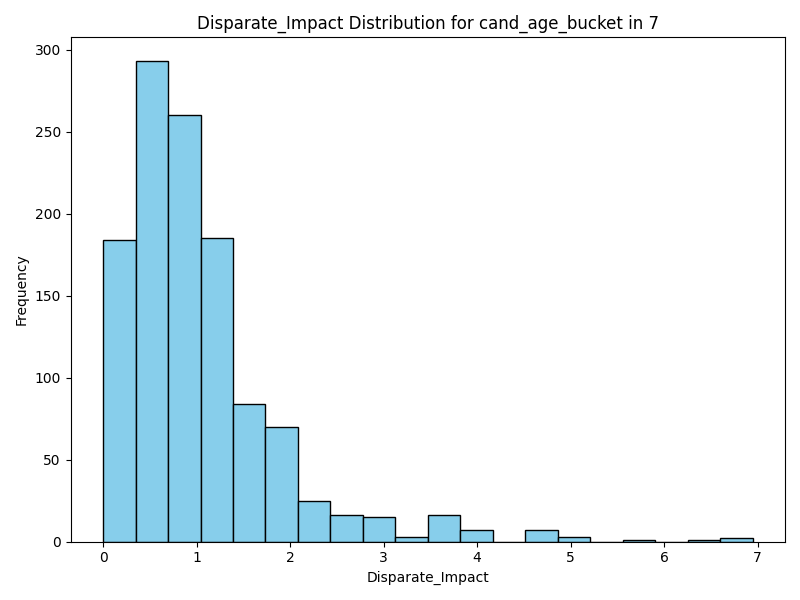 Disparate_Impact Distribution for cand_age_bucket in 7
300
250
200
150
100
50
0
Frequency
0 1 2 3 4 5 6 7
Disparate_Impact